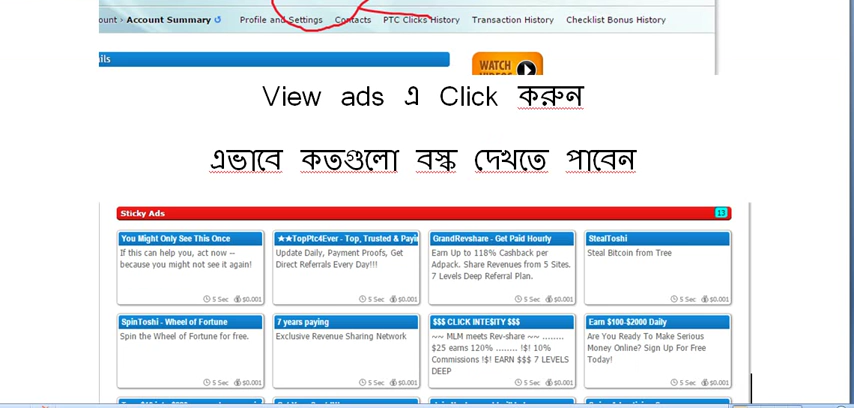 ount › Account Summary Profile and Settings Contacts PTC Clicks History Transaction History Checklist Bonus History
ils
WATCH
View ads এ Click করুন
এভাবে কতগুলো বস্ক দেখতে পাবেন
Sticky Ads 13
You Might Only See This Once
If this can help you, act now --
because you might not see it again!
5 Sec $0.001
★★TopPtc4Ever - Top, Trusted & Payin
Update Daily, Payment Proofs, Get
Direct Referrals Every Day!!!
5 Sec $0.001
GrandRevshare - Get Paid Hourly
Earn Up to 118% Cashback per
Adpack. Share Revenues from 5 Sites.
7 Levels Deep Referral Plan.
5 Sec $0.001
StealToshi
Steal Bitcoin from Tree
5 Sec $0.001
SpinToshi - Wheel of Fortune
Spin the Wheel of Fortune for free.
5 Sec $0.001
7 years paying
Exclusive Revenue Sharing Network
5 Sec $0.001
$$$ CLICK INTE$ITY $$$
~~ MLM meets Rev-share ~~ ........
$25 earns 120% ........ !$! 10%
Commissions !$! EARN $$$ 7 LEVELS
DEEP
5 Sec $0.001
Earn $100-$2000 Daily
Are You Ready To Make Serious
Money Online? Sign Up For Free
Today!
5 Sec $0.001